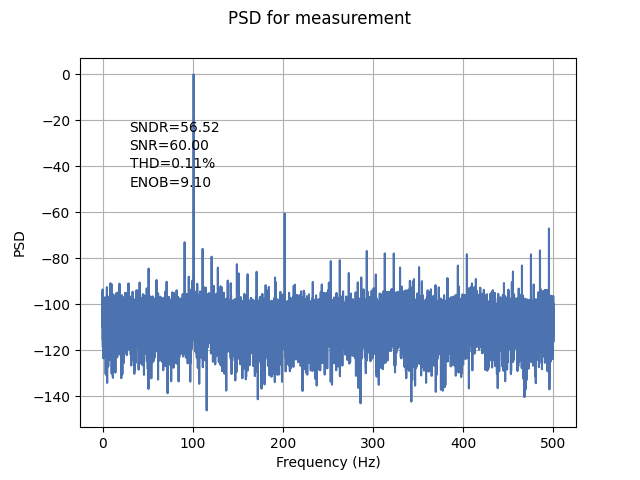 PSD for measurement
0
−20
−40
−60
−80
−100
−120
−140
PSD
SNDR=56.52
SNR=60.00
THD=0.11%
ENOB=9.10
0 100 200 300 400 500
Frequency (Hz)